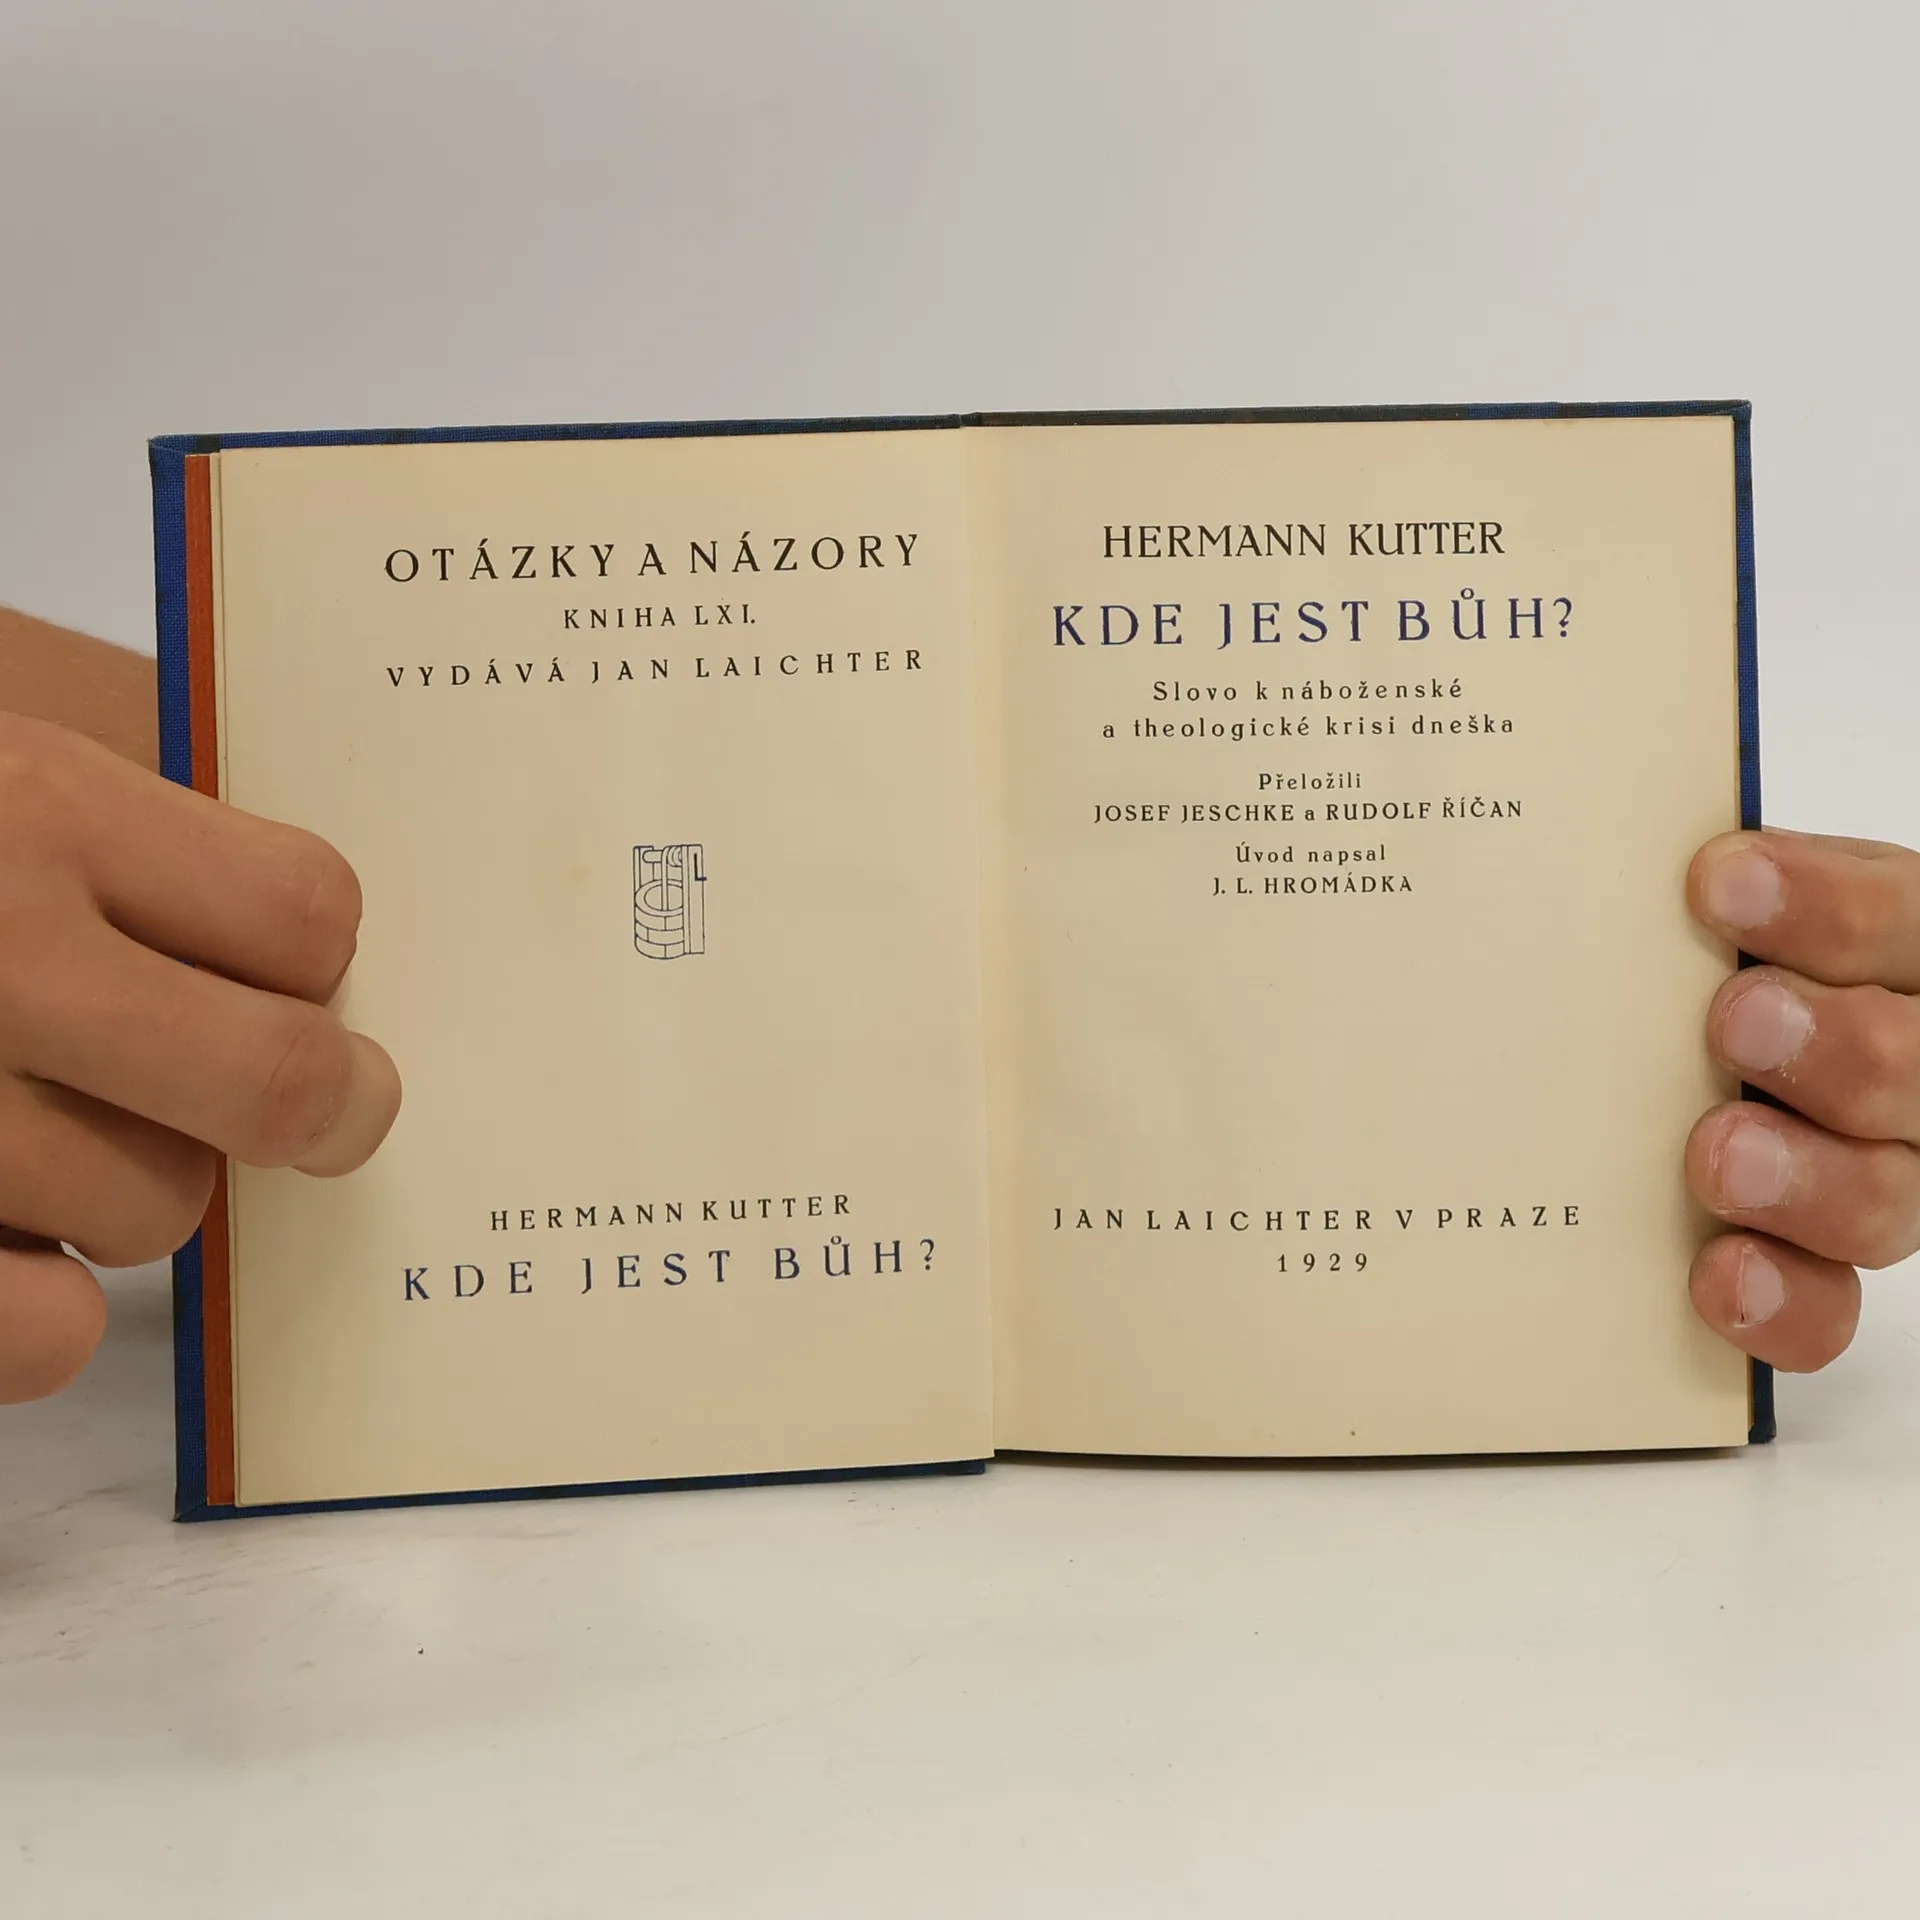 OTÁZKY A NÁZORY
KNIHA LXI.
VYDÁVÁ JAN LAICHTER
L
HERMANN KUTTER
KDE JEST BŮH?
HERMANN KUTTER
KDE JEST BŮH?
Slovo k náboženské
a theologické krisi dneška
Přeložili
JOSEF JESCHKE a RUDOLF ŘÍČAN
Úvod napsal
J. L. HROMÁDKA
JAN LAICHTER V PRAZE
1929